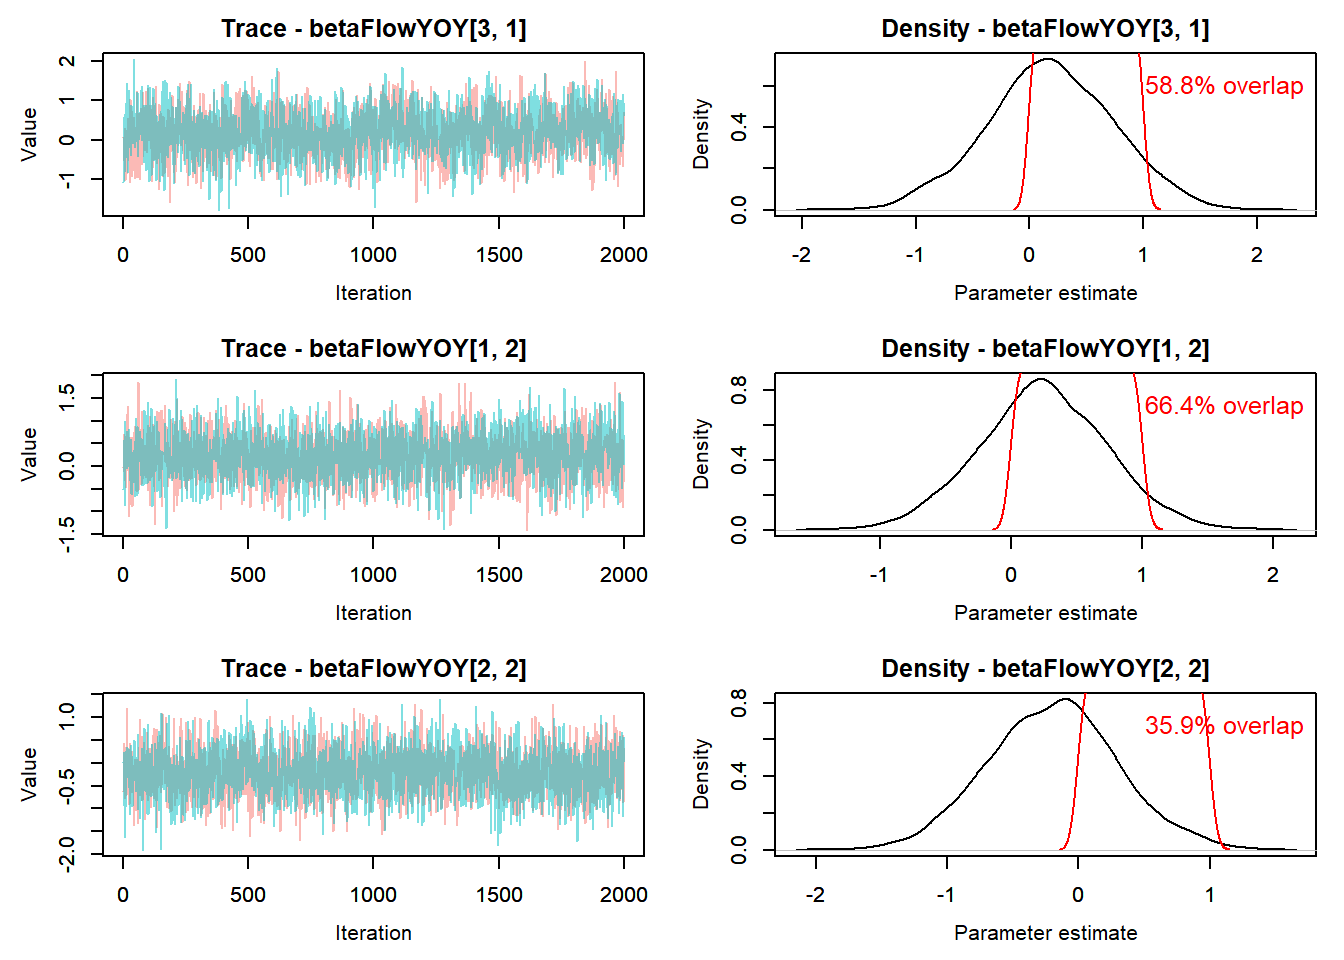 Trace - betaFlowYOY[3, 1]
Value
2
1
0
-1
0 500 1000 1500 2000
Iteration
Density - betaFlowYOY[3, 1]
58.8% overlap
Density
0.4
0.0
-2 -1 0 1 2
Parameter estimate
Trace - betaFlowYOY[1, 2]
Value
1.5
0.0
-1.5
0 500 1000 1500 2000
Iteration
Density - betaFlowYOY[1, 2]
66.4% overlap
Density
0.8
0.4
0.0
-1 0 1 2
Parameter estimate
Trace - betaFlowYOY[2, 2]
Value
1.0
-0.5
-2.0
0 500 1000 1500 2000
Iteration
Density - betaFlowYOY[2, 2]
35.9% overlap
Density
0.8
0.4
0.0
-2 -1 0 1
Parameter estimate